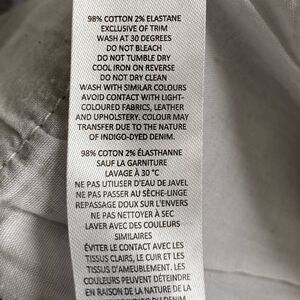 98% COTTON 2% ELASTANE
EXCLUSIVE OF TRIM
WASH AT 30 DEGREES
DO NOT BLEACH
DO NOT TUMBLE DRY
COOL IRON ON REVERSE
DO NOT DRY CLEAN
WASH WITH SIMILAR COLOURS
AVOID CONTACT WITH LIGHT-
COLOURED FABRICS, LEATHER
AND UPHOLSTERY. COLOUR MAY
TRANSFER DUE TO THE NATURE
OF INDIGO-DYED DENIM.
98% COTON 2% ÉLASTHANNE
SAUF LA GARNITURE
LAVAGE À 30 °C
NE PAS UTILISER D'EAU DE JAVEL
NE PAS PASSER AU SÈCHE-LINGE
REPASSAGE DOUX SUR L'ENVERS
NE PAS NETTOYER À SEC
LAVER AVEC DES COULEURS
SIMILAIRES
ÉVITER LE CONTACT AVEC LES
TISSUS CLAIRS, LE CUIR ET LES
TISSUS D'AMEUBLEMENT. LES
COULEURS PEUVENT DÉTEINDRE
EN RAISON DE LA NATURE DE LA